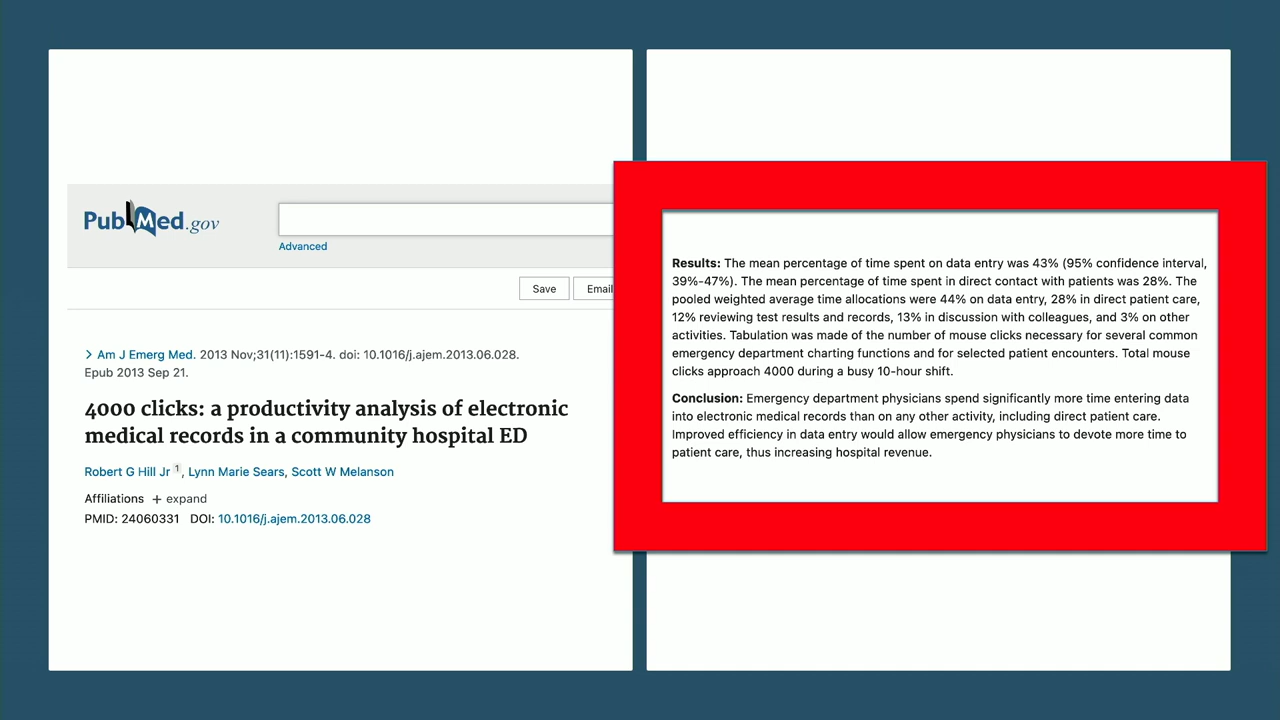 PubMed.gov
Advanced
Save
Email
> Am J Emerg Med. 2013 Nov;31(11):1591-4. doi: 10.1016/j.ajem.2013.06.028.
Epub 2013 Sep 21.
4000 clicks: a productivity analysis of electronic
medical records in a community hospital ED
Robert G Hill Jr 1, Lynn Marie Sears, Scott W Melanson
Affiliations + expand
PMID: 24060331 DOI: 10.1016/j.ajem.2013.06.028
Results: The mean percentage of time spent on data entry was 43% (95% confidence interval,
39%-47%). The mean percentage of time spent in direct contact with patients was 28%. The
pooled weighted average time allocations were 44% on data entry, 28% in direct patient care,
12% reviewing test results and records, 13% in discussion with colleagues, and 3% on other
activities. Tabulation was made of the number of mouse clicks necessary for several common
emergency department charting functions and for selected patient encounters. Total mouse
clicks approach 4000 during a busy 10-hour shift.
Conclusion: Emergency department physicians spend significantly more time entering data
into electronic medical records than on any other activity, including direct patient care.
Improved efficiency in data entry would allow emergency physicians to devote more time to
patient care, thus increasing hospital revenue.